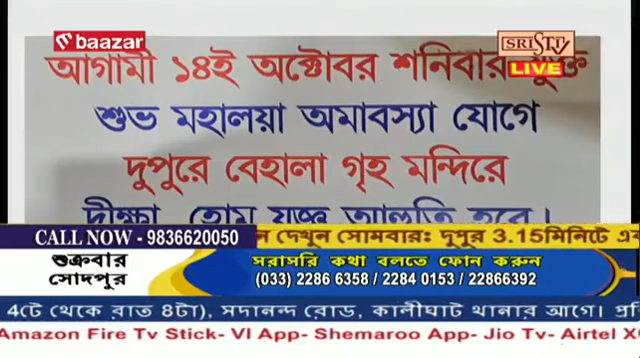 baazar
SRISTI TV
LIVE
আগামী ১৪ই অক্টোবর শনিবার
শুভ মহালয়া অমাবস্যা যোগে
দুপুরে বেহালা গৃহ মন্দিরে
দীক্ষা, হোম যজ্ঞ আহুতি হবে।
CALL NOW - 9836620050
দেখুন সোমবারঃ দুপুর 3.15মিনিটে
শুক্রবার
সোদপুর
সরাসরি কথা বলতে ফোন করুন
(033) 2286 6358 / 2284 0153 / 22866392
4টে থেকে রাত 8টা), সদানন্দ রোড, কালীঘাট থানার আগে।
Amazon Fire Tv Stick- VI App- Shemaroo App- Jio Tv- Airtel